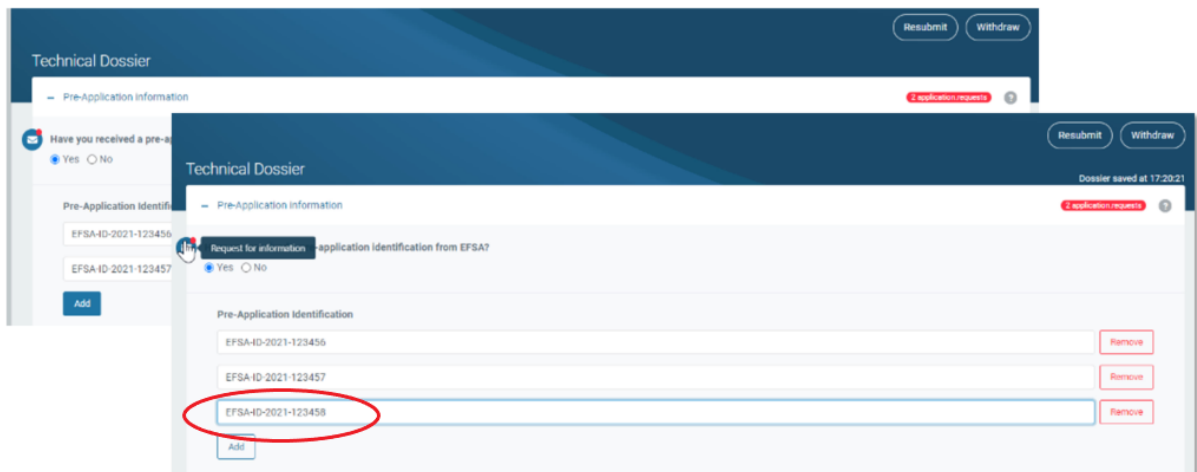 Resubmit Withdraw
Technical Dossier
− Pre-Application information
2 application requests ?
Have you received a pre-ap
Yes No
Pre-Application Identifi
EFSA-ID-2021-123456
EFSA-ID-2021-123457
Add
Resubmit Withdraw
Technical Dossier
Dossier saved at 17:20:21
− Pre-Application information
2 application requests ?
Request for information -application identification from EFSA?
Yes No
Pre-Application Identification
EFSA-ID-2021-123456 Remove
EFSA-ID-2021-123457 Remove
EFSA-ID-2021-123458 Remove
Add